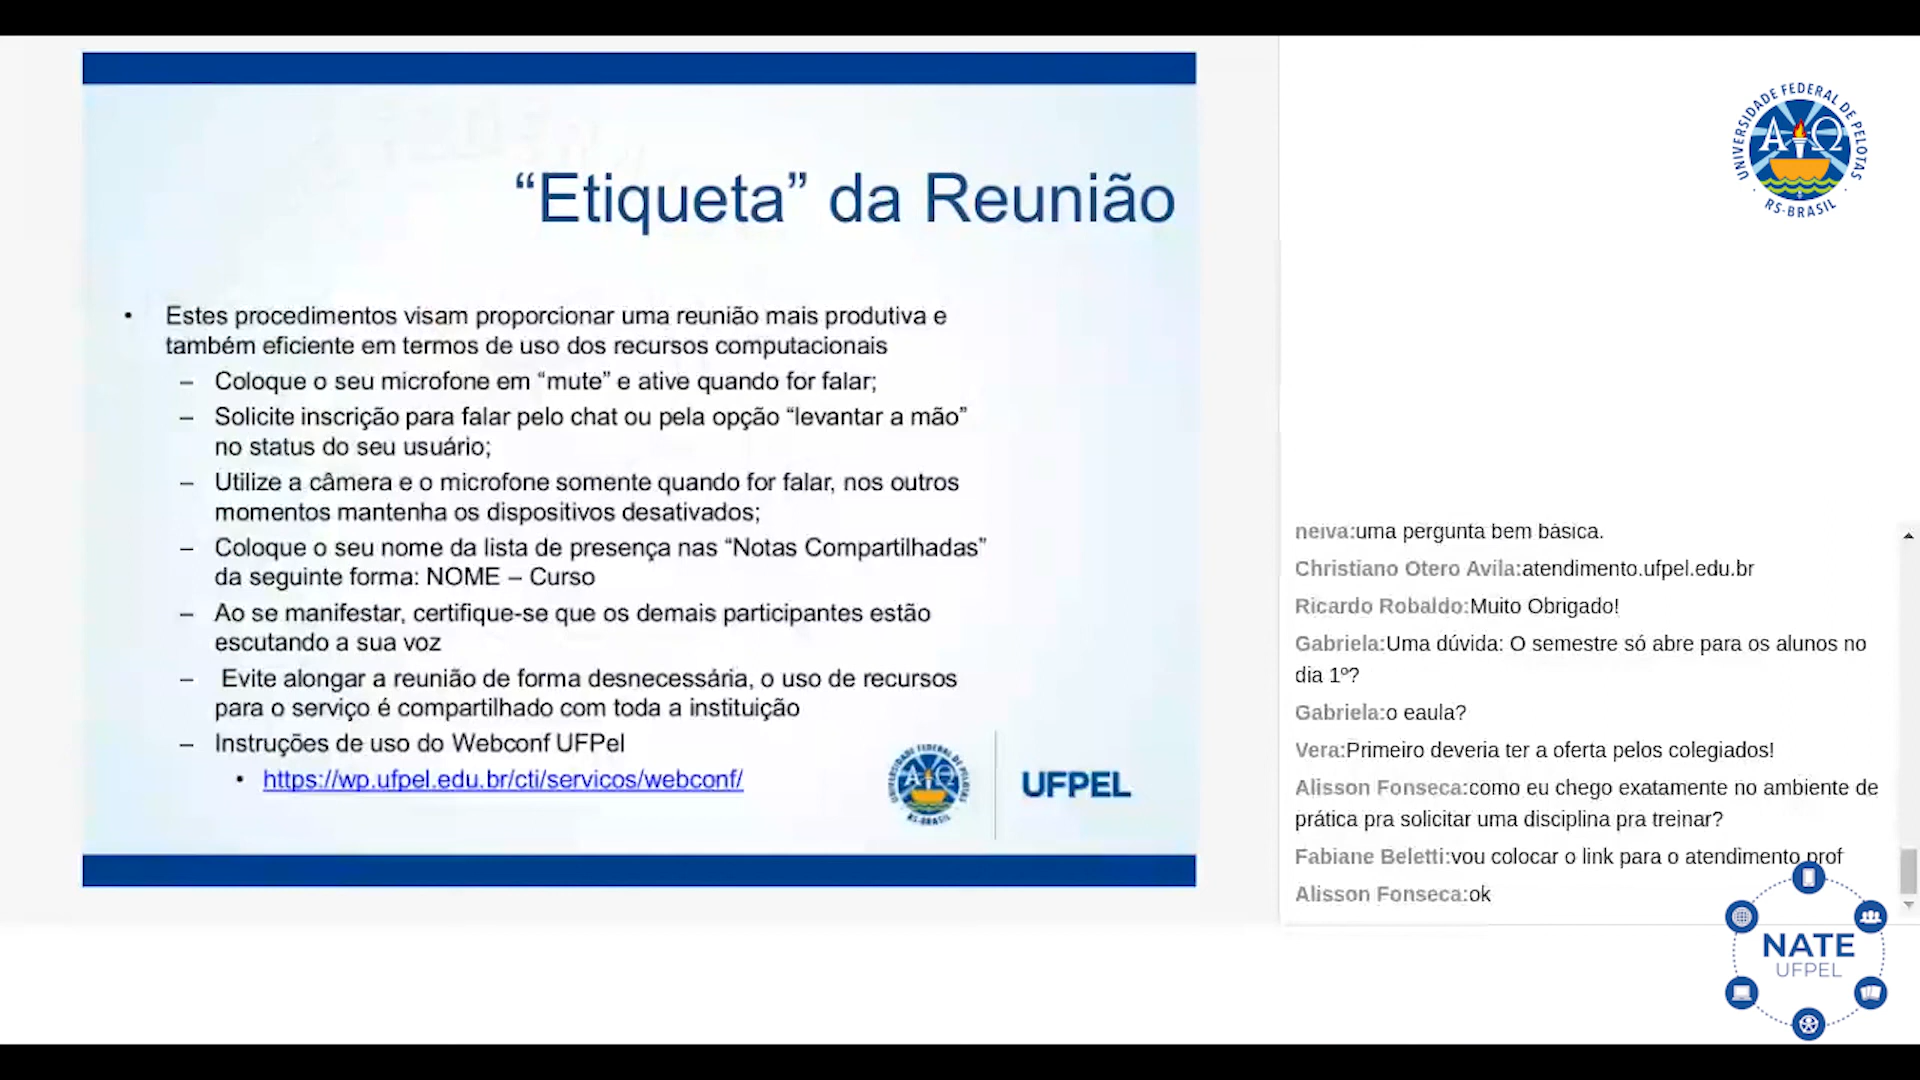 “Etiqueta” da Reunião
• Estes procedimentos visam proporcionar uma reunião mais produtiva e
também eficiente em termos de uso dos recursos computacionais
– Coloque o seu microfone em “mute” e ative quando for falar;
– Solicite inscrição para falar pelo chat ou pela opção “levantar a mão”
no status do seu usuário;
– Utilize a câmera e o microfone somente quando for falar, nos outros
momentos mantenha os dispositivos desativados;
– Coloque o seu nome da lista de presença nas “Notas Compartilhadas”
da seguinte forma: NOME – Curso
– Ao se manifestar, certifique-se que os demais participantes estão
escutando a sua voz
– Evite alongar a reunião de forma desnecessária, o uso de recursos
para o serviço é compartilhado com toda a instituição
– Instruções de uso do Webconf UFPel
• https://wp.ufpel.edu.br/cti/servicos/webconf/
UNIVERSIDADE FEDERAL DE PELOTAS
ΑΩ
RS-BRASIL
UFPEL
UNIVERSIDADE FEDERAL DE PELOTAS
ΑΩ
RS-BRASIL
neiva:uma pergunta bem básica.
Christiano Otero Avila:atendimento.ufpel.edu.br
Ricardo Robaldo:Muito Obrigado!
Gabriela:Uma dúvida: O semestre só abre para os alunos no
dia 1º?
Gabriela:o eaula?
Vera:Primeiro deveria ter a oferta pelos colegiados!
Alisson Fonseca:como eu chego exatamente no ambiente de
prática pra solicitar uma disciplina pra treinar?
Fabiane Beletti:vou colocar o link para o atendimento prof
Alisson Fonseca:ok
NATE
UFPEL